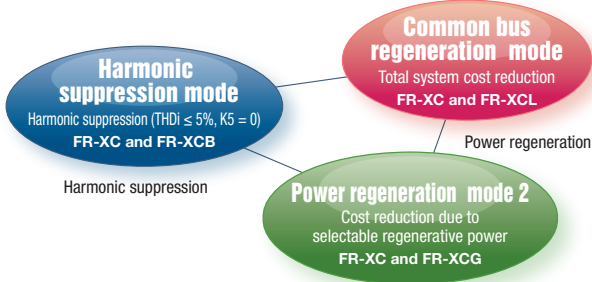 Harmonic
suppression mode
Harmonic suppression (THDi ≤ 5%, K5 = 0)
FR-XC and FR-XCB
Harmonic suppression
Common bus
regeneration mode
Total system cost reduction
FR-XC and FR-XCL
Power regeneration
Power regeneration mode 2
Cost reduction due to
selectable regenerative power
FR-XC and FR-XCG